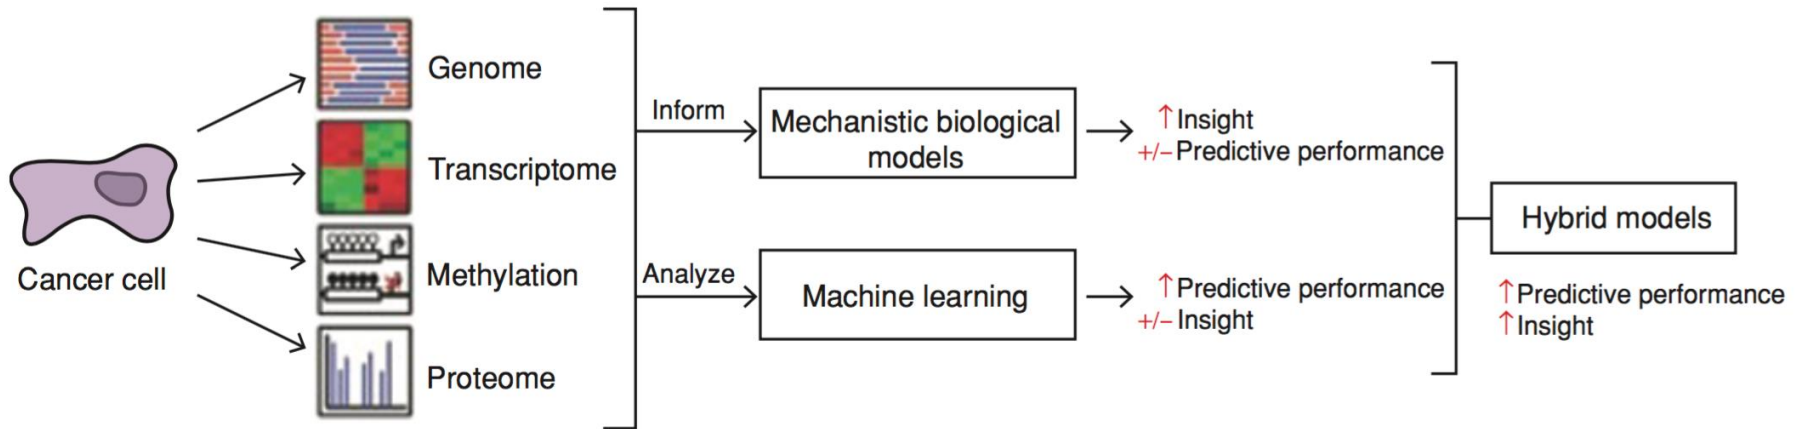 Cancer cell
Genome
Transcriptome
Methylation
Proteome
Inform
Analyze
Mechanistic biological
models
↑ Insight
+/– Predictive performance
Machine learning
↑ Predictive performance
+/– Insight
Hybrid models
↑ Predictive performance
↑ Insight